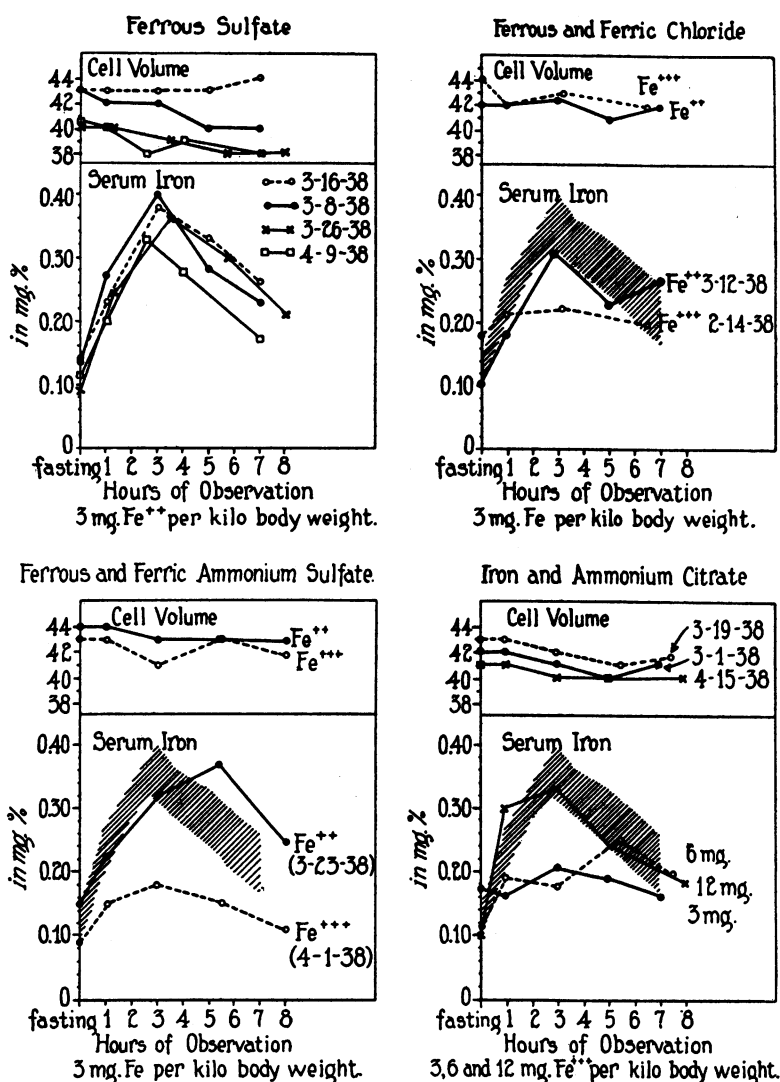 Ferrous Sulfate
Cell Volume
44
42
40
38
Serum Iron
3-16-38
3-8-38
3-26-38
4-9-38
0.40
0.30
0.20
0.10
0
in mg. %
fasting 1 2 3 4 5 6 7 8
Hours of Observation
3 mg. Fe++ per kilo body weight.
Ferrous and Ferric Chloride
Cell Volume
44
42
40
38
Fe+++
Fe++
Serum Iron
0.40
0.30
0.20
0.10
0
in mg. %
Fe++ 3-12-38
Fe+++ 2-14-38
fasting 1 2 3 4 5 6 7 8
Hours of Observation
3 mg. Fe per kilo body weight.
Ferrous and Ferric Ammonium Sulfate.
Cell Volume
44
42
40
38
Fe++
Fe+++
Serum Iron
0.40
0.30
0.20
0.10
0
in mg. %
Fe++
(3-23-38)
Fe+++
(4-1-38)
fasting 1 2 3 4 5 6 7 8
Hours of Observation
3 mg. Fe per kilo body weight.
Iron and Ammonium Citrate
Cell Volume
44
42
40
38
3-19-38
3-1-38
4-15-38
Serum Iron
0.40
0.30
0.20
0.10
0
in mg. %
6 mg.
12 mg.
3 mg.
fasting 1 2 3 4 5 6 7 8
Hours of Observation
3, 6 and 12 mg. Fe+++ per kilo body weight.